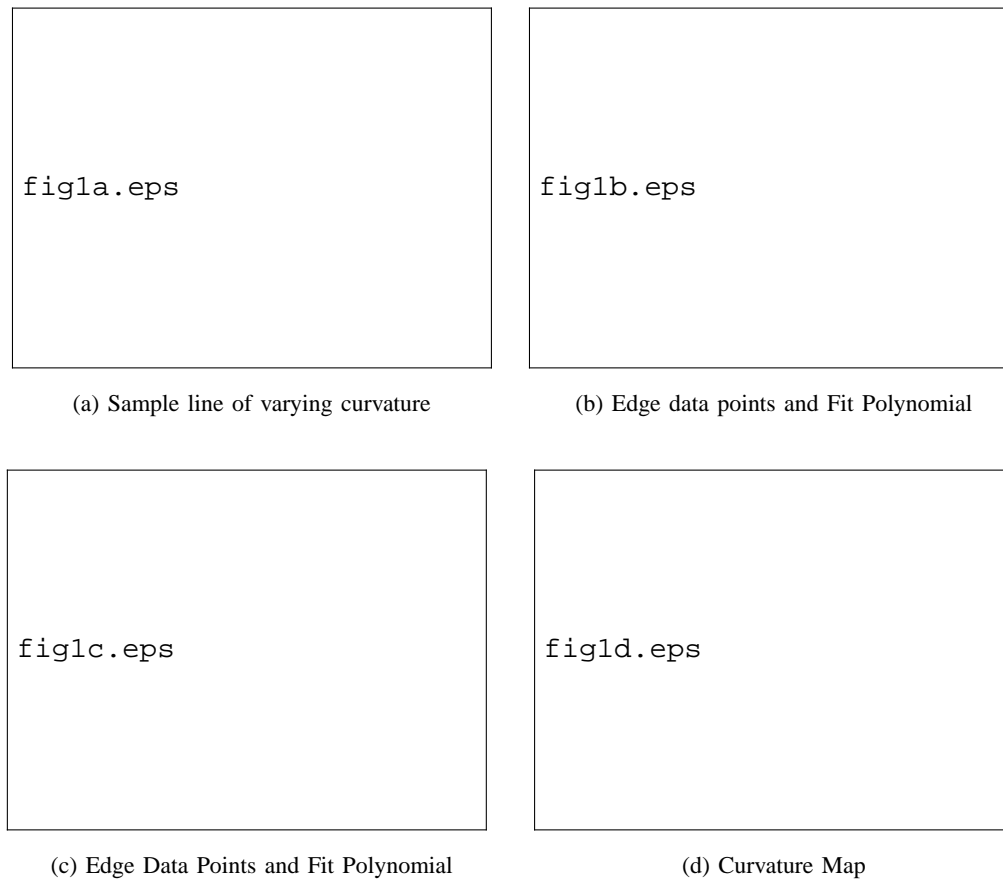 fig1a.eps
fig1b.eps
(a) Sample line of varying curvature
(b) Edge data points and Fit Polynomial
fig1c.eps
fig1d.eps
(c) Edge Data Points and Fit Polynomial
(d) Curvature Map